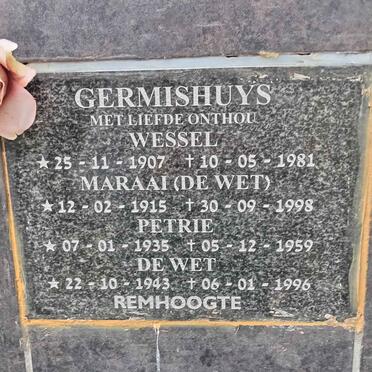 GERMISHUYS
MET LIEFDE ONTHOU
WESSEL
★ 25 - 11 - 1907 ✝ 10 - 05 - 1981
MARAAI (DE WET)
★ 12 - 02 - 1915 ✝ 30 - 09 - 1998
PETRIE
★ 07 - 01 - 1935 ✝ 05 - 12 - 1959
DE WET
★ 22 - 10 - 1943 ✝ 06 - 01 - 1996
REMHOOGTE